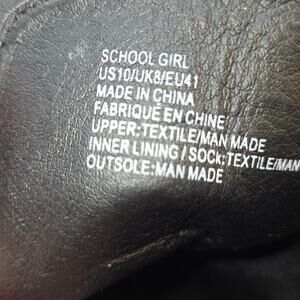 SCHOOL GIRL
US10/UK8/EU41
MADE IN CHINA
FABRIQUÉ EN CHINE
UPPER:TEXTILE/MAN MADE
INNER LINING / SOCK:TEXTILE/MAN
OUTSOLE:MAN MADE